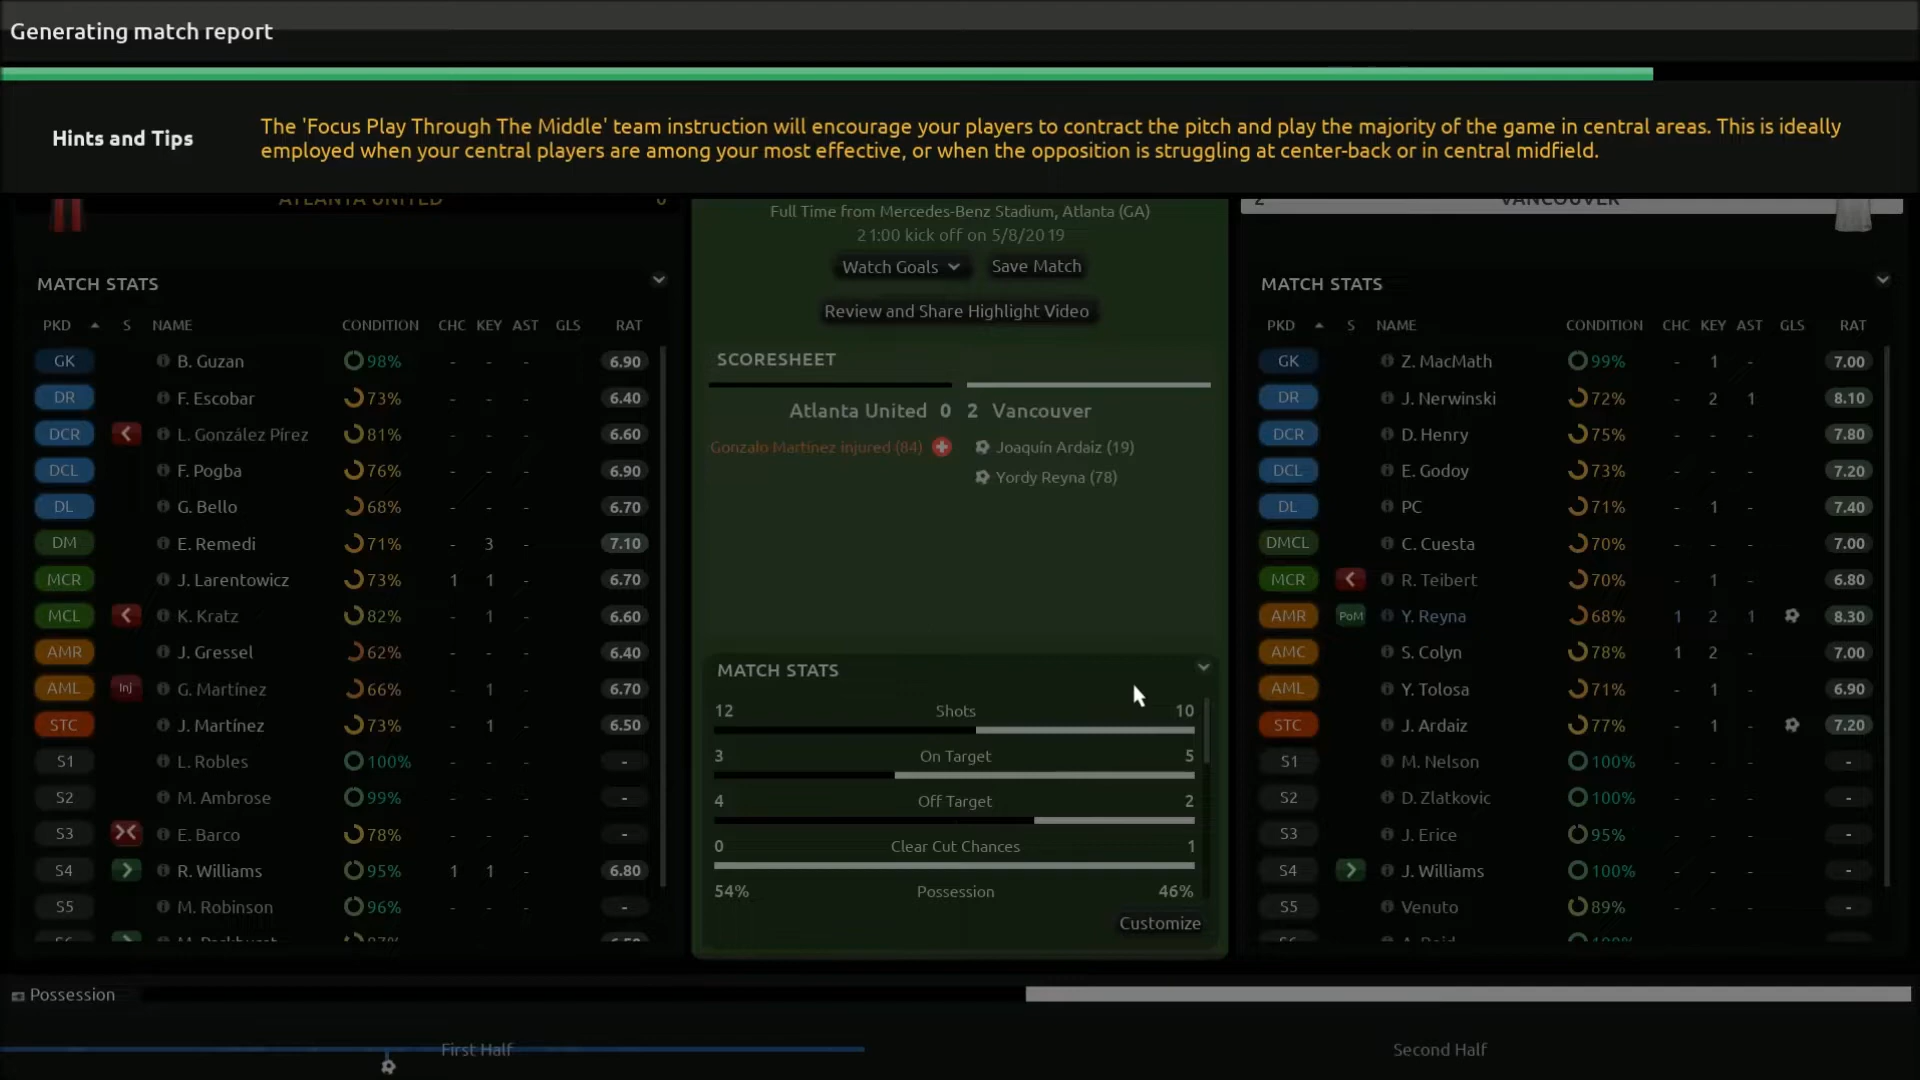 Generating match report
Hints and Tips
The 'Focus Play Through The Middle' team instruction will encourage your players to contract the pitch and play the majority of the game in central areas. This is ideally
employed when your central players are among your most effective, or when the opposition is struggling at center-back or in central midfield.
ATLANTA UNITED 0
Full Time from Mercedes-Benz Stadium, Atlanta (GA)
21:00 kick off on 5/8/2019
Watch Goals Save Match
Review and Share Highlight Video
2 VANCOUVER
MATCH STATS
PKD S NAME CONDITION CHC KEY AST GLS RAT
GK B. Guzan 98% - - - 6.90
DR F. Escobar 73% - - - 6.40
DCR L. González Pírez 81% - - - 6.60
DCL F. Pogba 76% - - - 6.90
DL G. Bello 68% - - - 6.70
DM E. Remedi 71% - 3 - 7.10
MCR J. Larentowicz 73% 1 1 - 6.70
MCL K. Kratz 82% - 1 - 6.60
AMR J. Gressel 62% - - - 6.40
AML Inj G. Martínez 66% - 1 - 6.70
STC J. Martínez 73% - 1 - 6.50
S1 L. Robles 100% - - - -
S2 M. Ambrose 99% - - - -
S3 E. Barco 78% - - - -
S4 R. Williams 95% 1 1 - 6.80
S5 M. Robinson 96% - - - -
SCORESHEET
Atlanta United 0 2 Vancouver
Gonzalo Martínez injured (84) Joaquín Ardaiz (19)
Yordy Reyna (78)
MATCH STATS
12 Shots 10
3 On Target 5
4 Off Target 2
0 Clear Cut Chances 1
54% Possession 46%
Customize
MATCH STATS
PKD S NAME CONDITION CHC KEY AST GLS RAT
GK Z. MacMath 99% - 1 - 7.00
DR J. Nerwinski 72% - 2 1 8.10
DCR D. Henry 75% - - - 7.80
DCL E. Godoy 73% - - - 7.20
DL PC 71% - 1 - 7.40
DMCL C. Cuesta 70% - - - 7.00
MCR R. Teibert 70% - 1 - 6.80
AMR PoM Y. Reyna 68% 1 2 1 8.30
AMC S. Colyn 78% 1 2 - 7.00
AML Y. Tolosa 71% - 1 - 6.90
STC J. Ardaiz 77% - 1 - 7.20
S1 M. Nelson 100% - - - -
S2 D. Zlatkovic 100% - - - -
S3 J. Erice 95% - - - -
S4 J. Williams 100% - - - -
S5 Venuto 89% - - - -
Possession
First Half Second Half